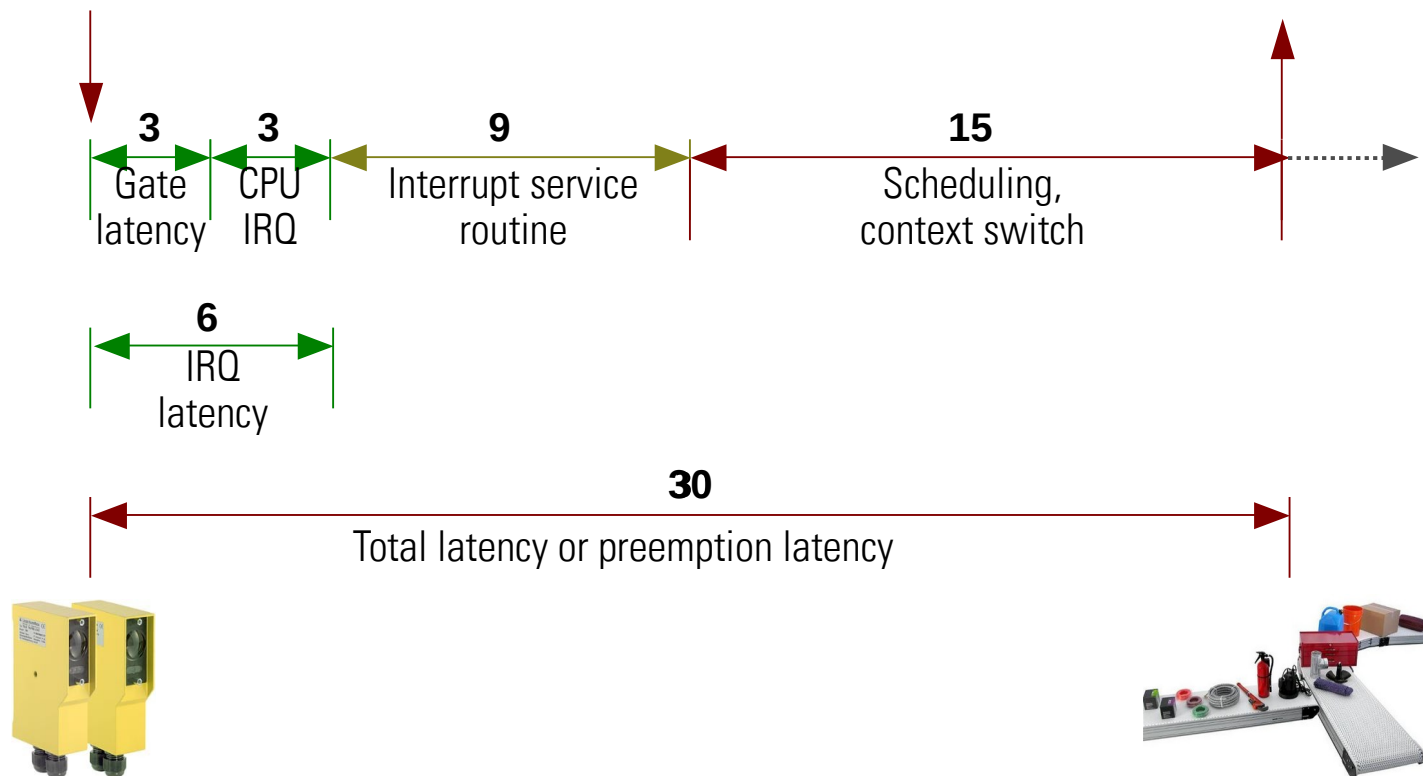 3
3
9
15
Gate
latency
CPU
IRQ
Interrupt service
routine
Scheduling,
context switch
6
IRQ
latency
30
Total latency or preemption latency